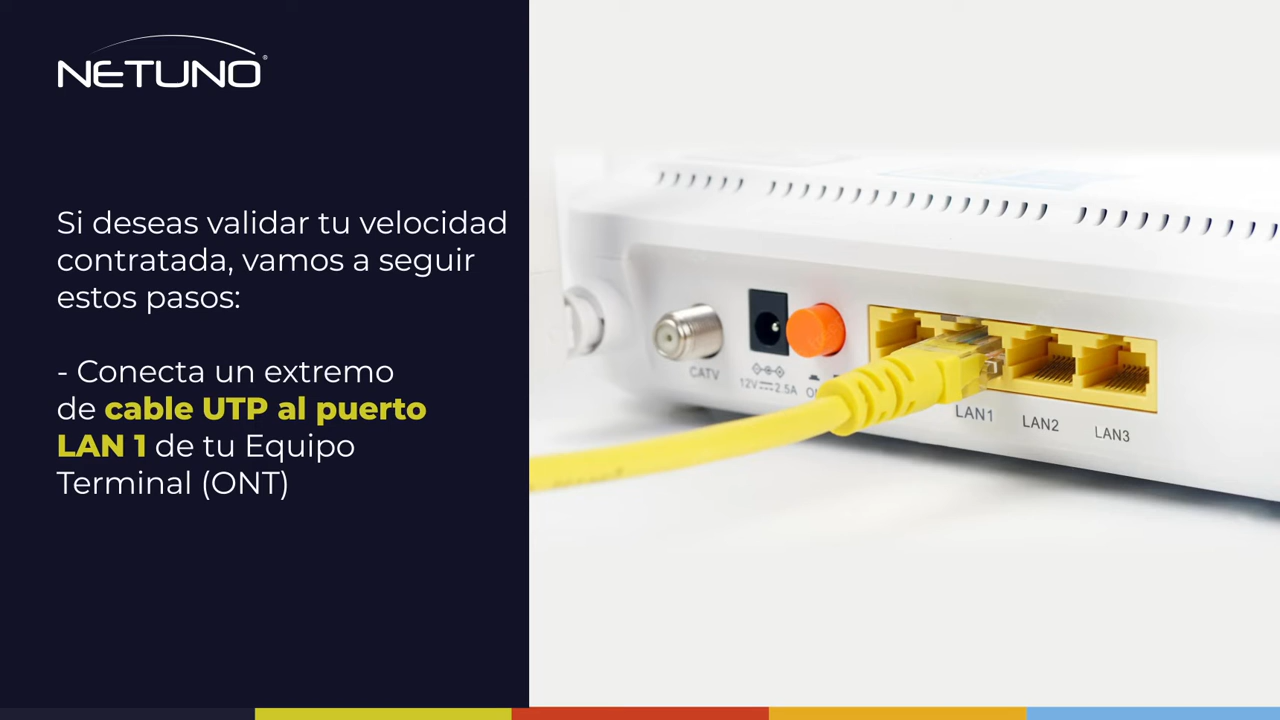 NETUNO®
Si deseas validar tu velocidad
contratada, vamos a seguir
estos pasos:
- Conecta un extremo
de cable UTP al puerto
LAN 1 de tu Equipo
Terminal (ONT)
CATV
12V 2.5A
LAN1
LAN2
LAN3